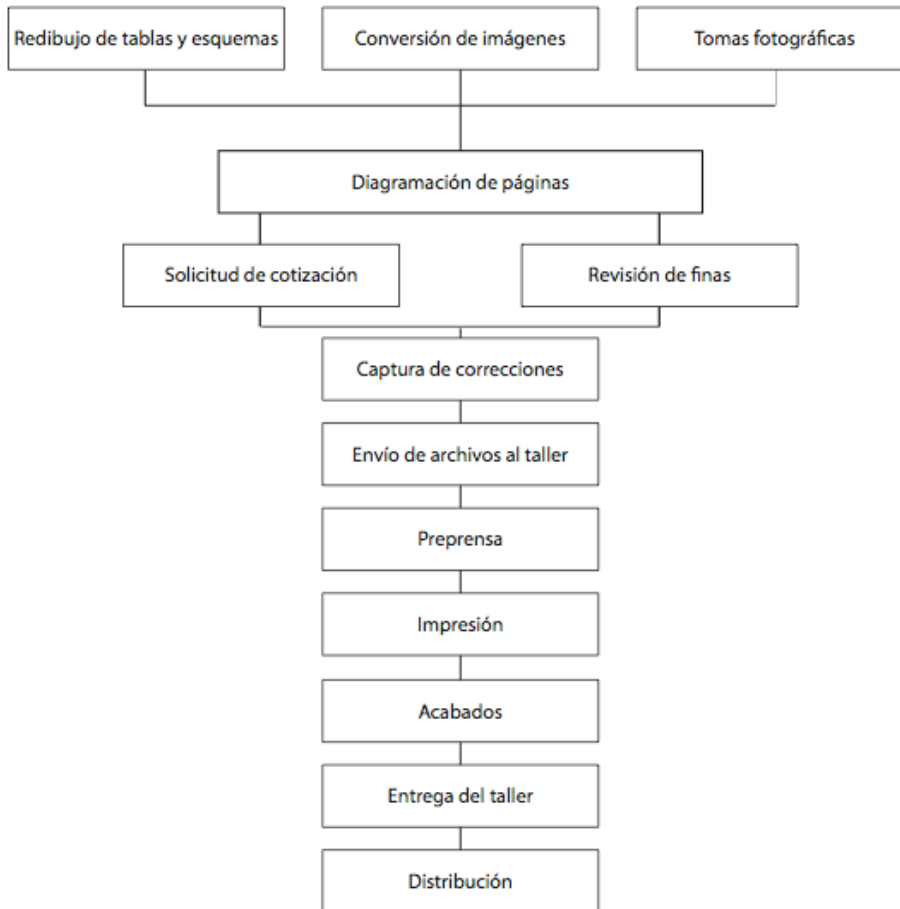 Redibujo de tablas y esquemas
Conversión de imágenes
Tomas fotográficas
Diagramación de páginas
Solicitud de cotización
Revisión de finas
Captura de correcciones
Envío de archivos al taller
Preprensa
Impresión
Acabados
Entrega del taller
Distribución